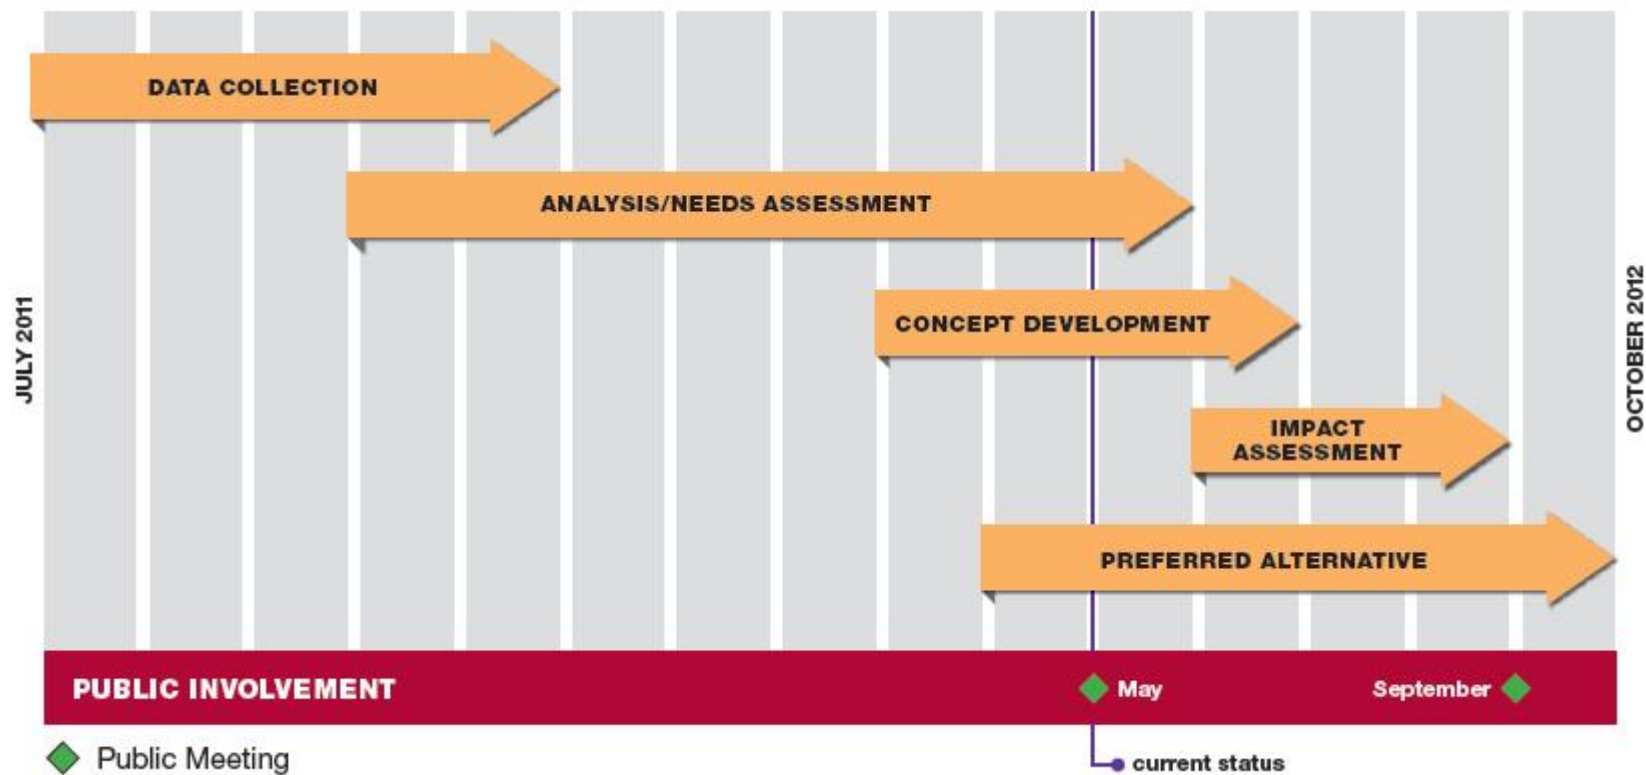 DATA COLLECTION
ANALYSIS/NEEDS ASSESSMENT
CONCEPT DEVELOPMENT
JULY 2011
OCTOBER 2012
IMPACT
ASSESSMENT
PREFERRED ALTERNATIVE
PUBLIC INVOLVEMENT
May
September
Public Meeting
current status